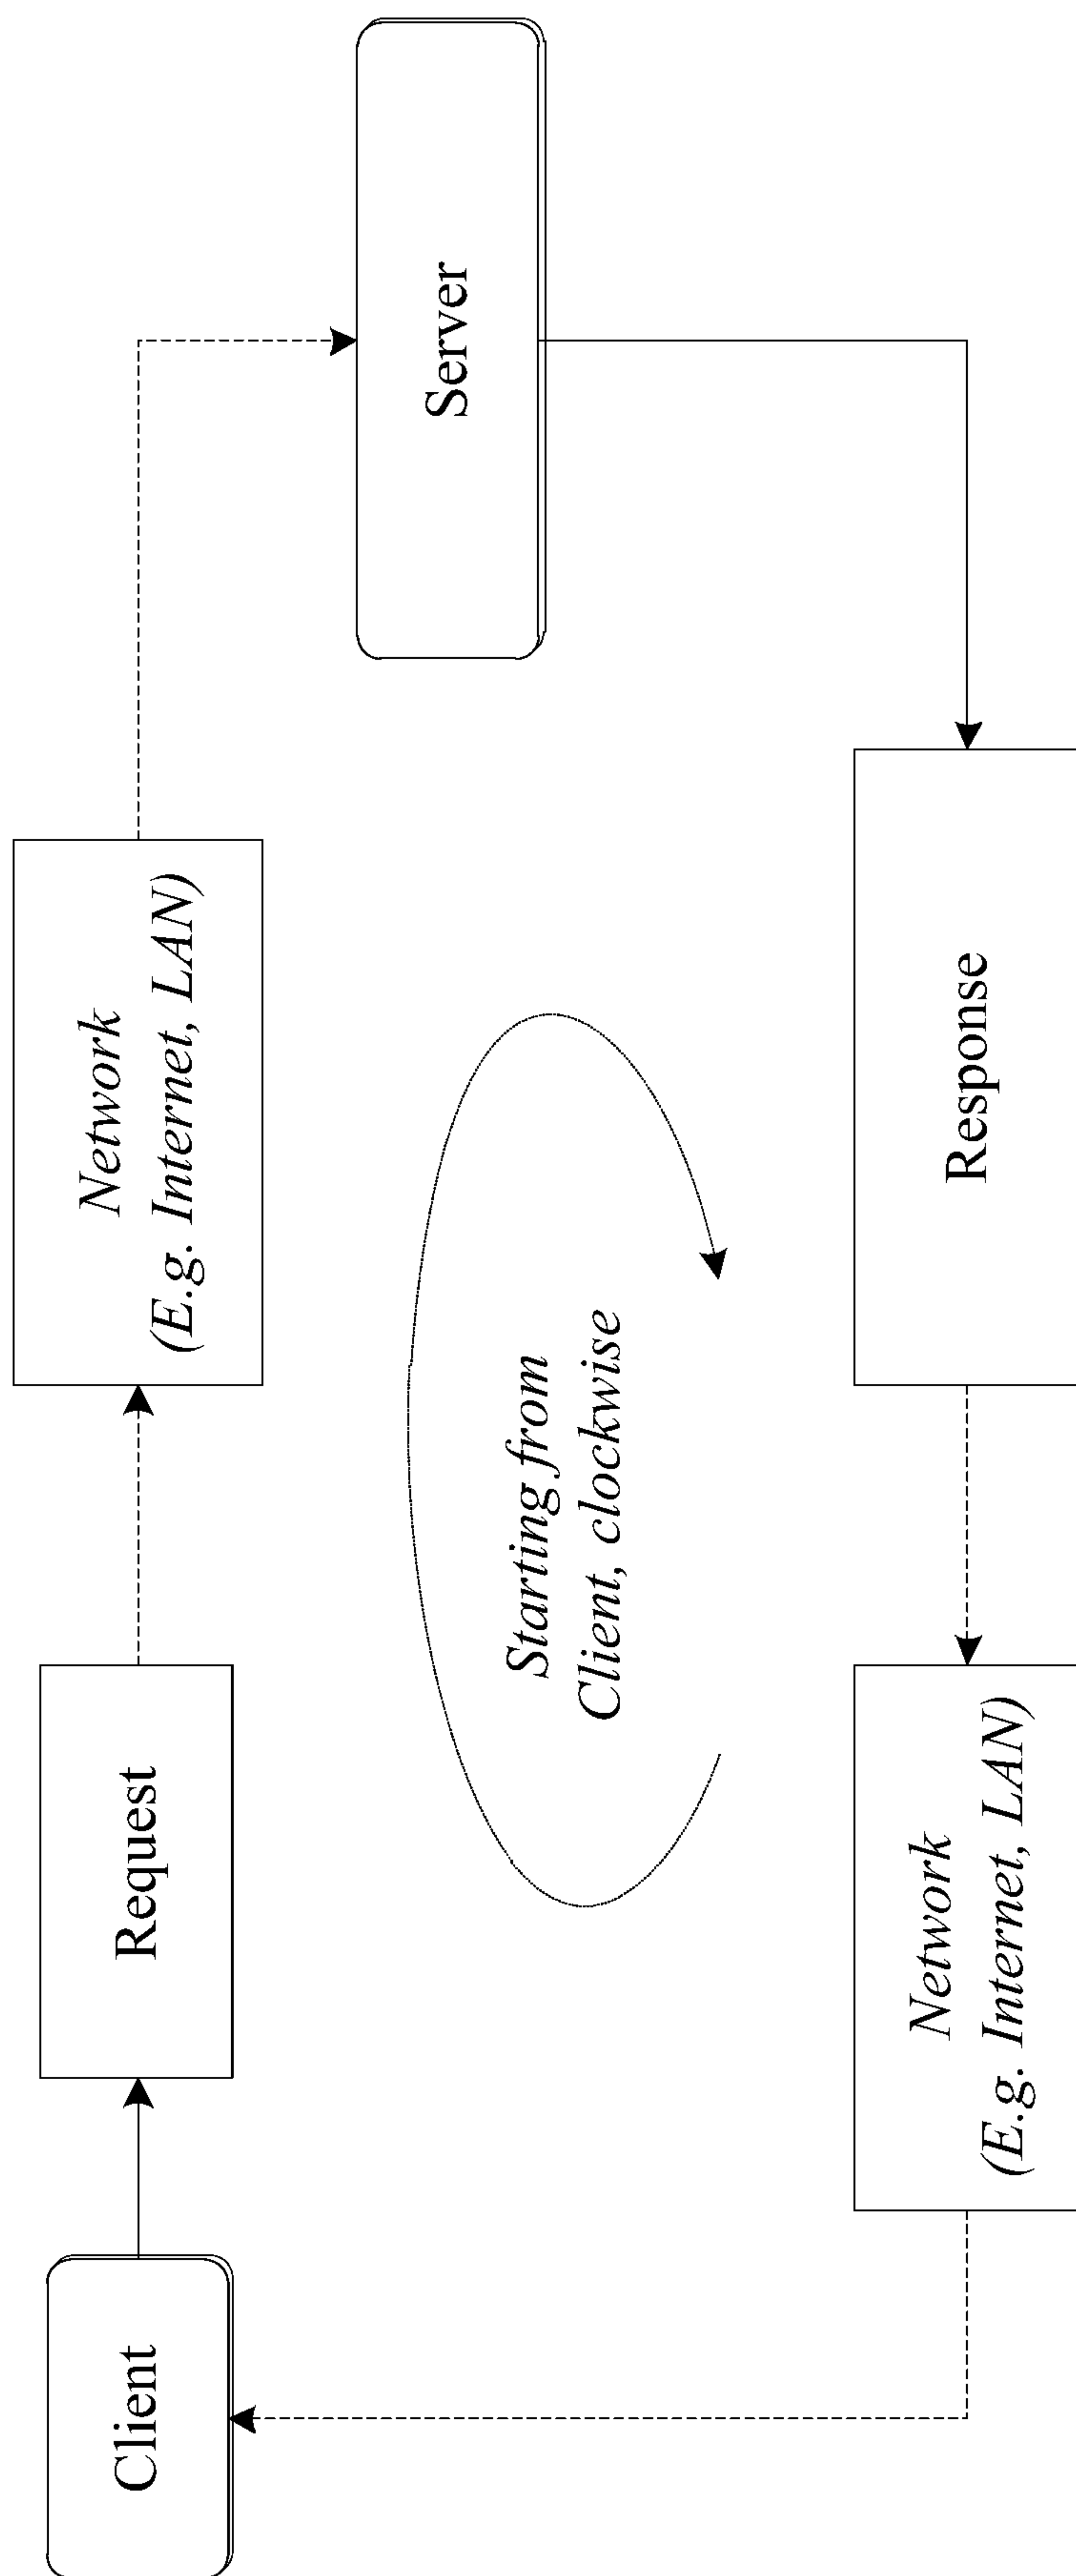 Client
Request
Network
(E.g. Internet, LAN)
Server
Starting from
Client, clockwise
Network
(E.g. Internet, LAN)
Response